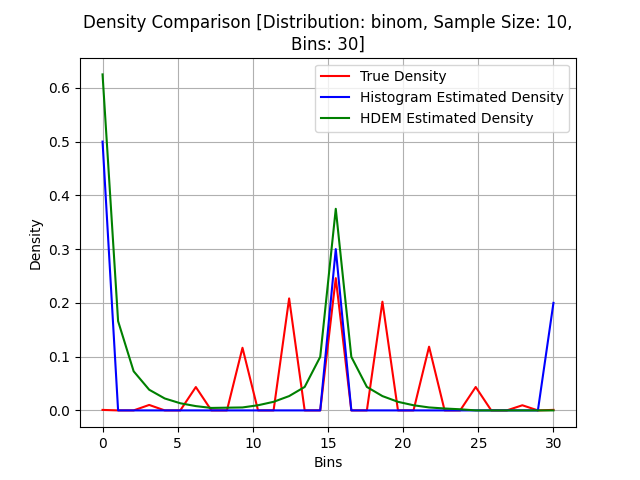 Density Comparison [Distribution: binom, Sample Size: 10,
Bins: 30]
True Density
Histogram Estimated Density
HDEM Estimated Density
0.6
0.5
0.4
0.3
0.2
0.1
0.0
Density
0 5 10 15 20 25 30
Bins